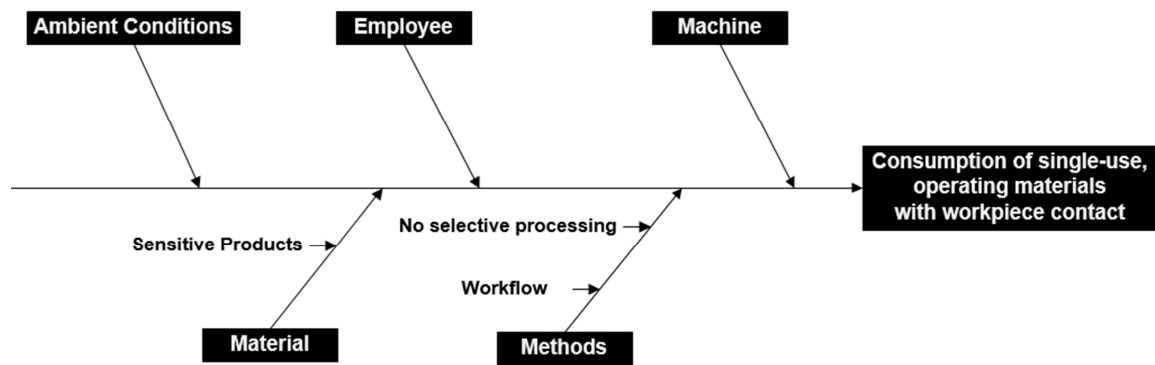 Ambient Conditions
Employee
Machine
Consumption of single-use,
operating materials
with workpiece contact
No selective processing
Sensitive Products
Workflow
Material
Methods